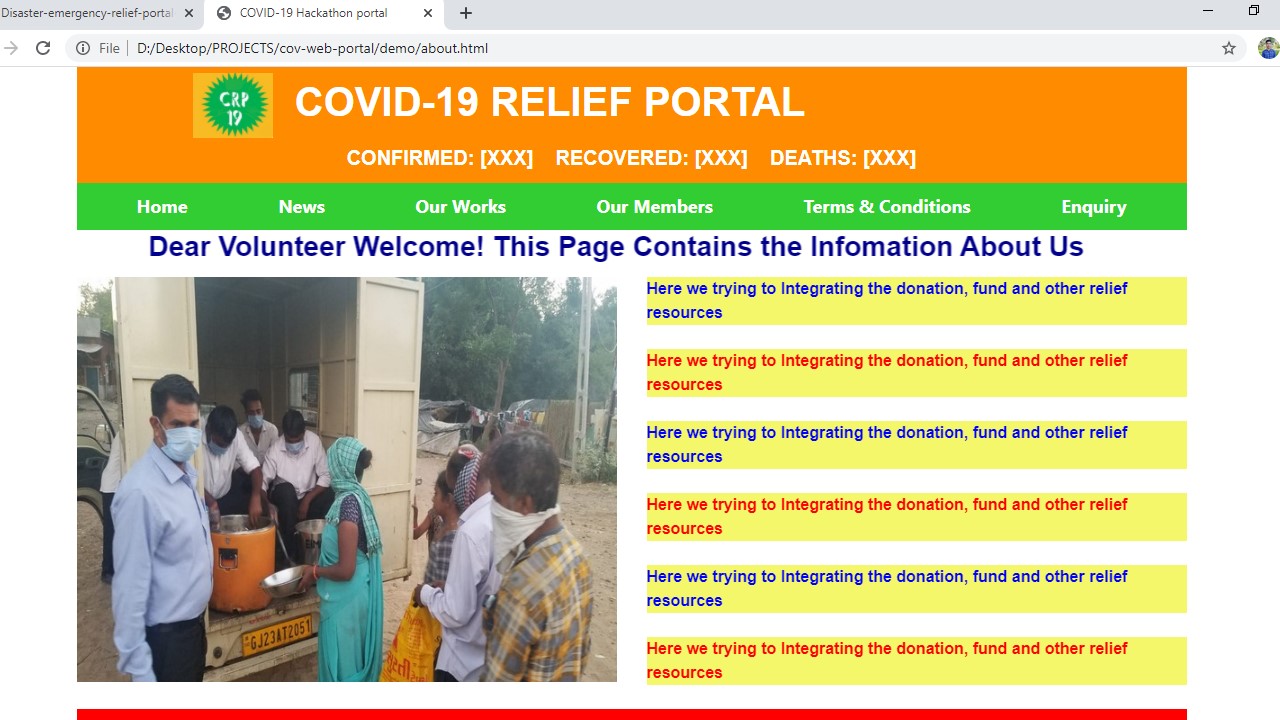 Disaster-emergency-relief-portal
COVID-19 Hackathon portal
File
D:/Desktop/PROJECTS/cov-web-portal/demo/about.html
CRP
19
COVID-19 RELIEF PORTAL
CONFIRMED: [XXX] RECOVERED: [XXX] DEATHS: [XXX]
Home News Our Works Our Members Terms & Conditions Enquiry
Dear Volunteer Welcome! This Page Contains the Infomation About Us
GJ23AT2051
Here we trying to Integrating the donation, fund and other relief
resources
Here we trying to Integrating the donation, fund and other relief
resources
Here we trying to Integrating the donation, fund and other relief
resources
Here we trying to Integrating the donation, fund and other relief
resources
Here we trying to Integrating the donation, fund and other relief
resources
Here we trying to Integrating the donation, fund and other relief
resources